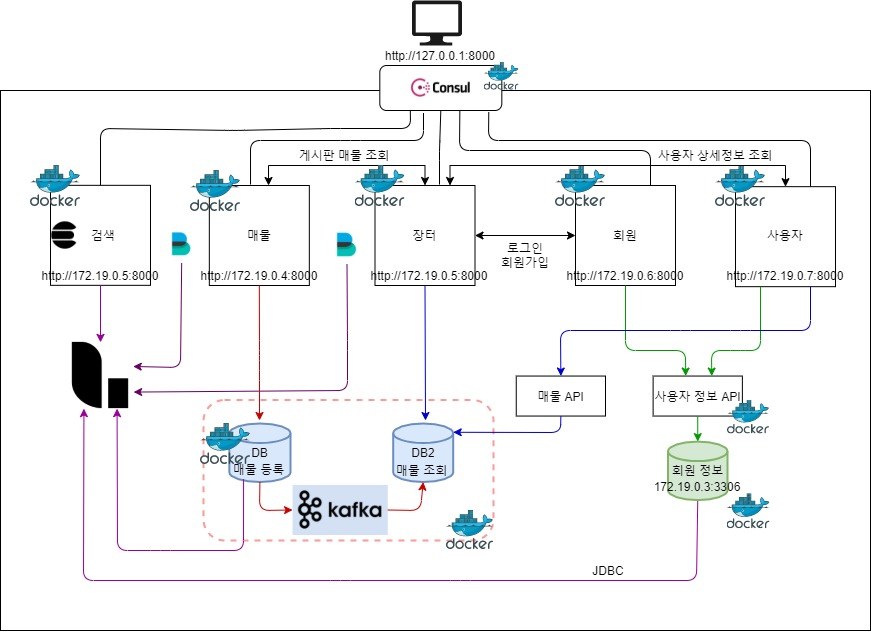 http://127.0.0.1:8000
Consul
docker
게시판 매물 조회
사용자 상세정보 조회
docker
docker
docker
docker
docker
검색
매물
장터
회원
사용자
로그인
회원가입
http://172.19.0.5:8000
http://172.19.0.4:8000
http://172.19.0.5:8000
http://172.19.0.6:8000
http://172.19.0.7:8000
매물 API
사용자 정보 API
docker
docker
DB
매물 등록
DB2
매물 조회
회원 정보
172.19.0.3:3306
kafka
docker
docker
JDBC